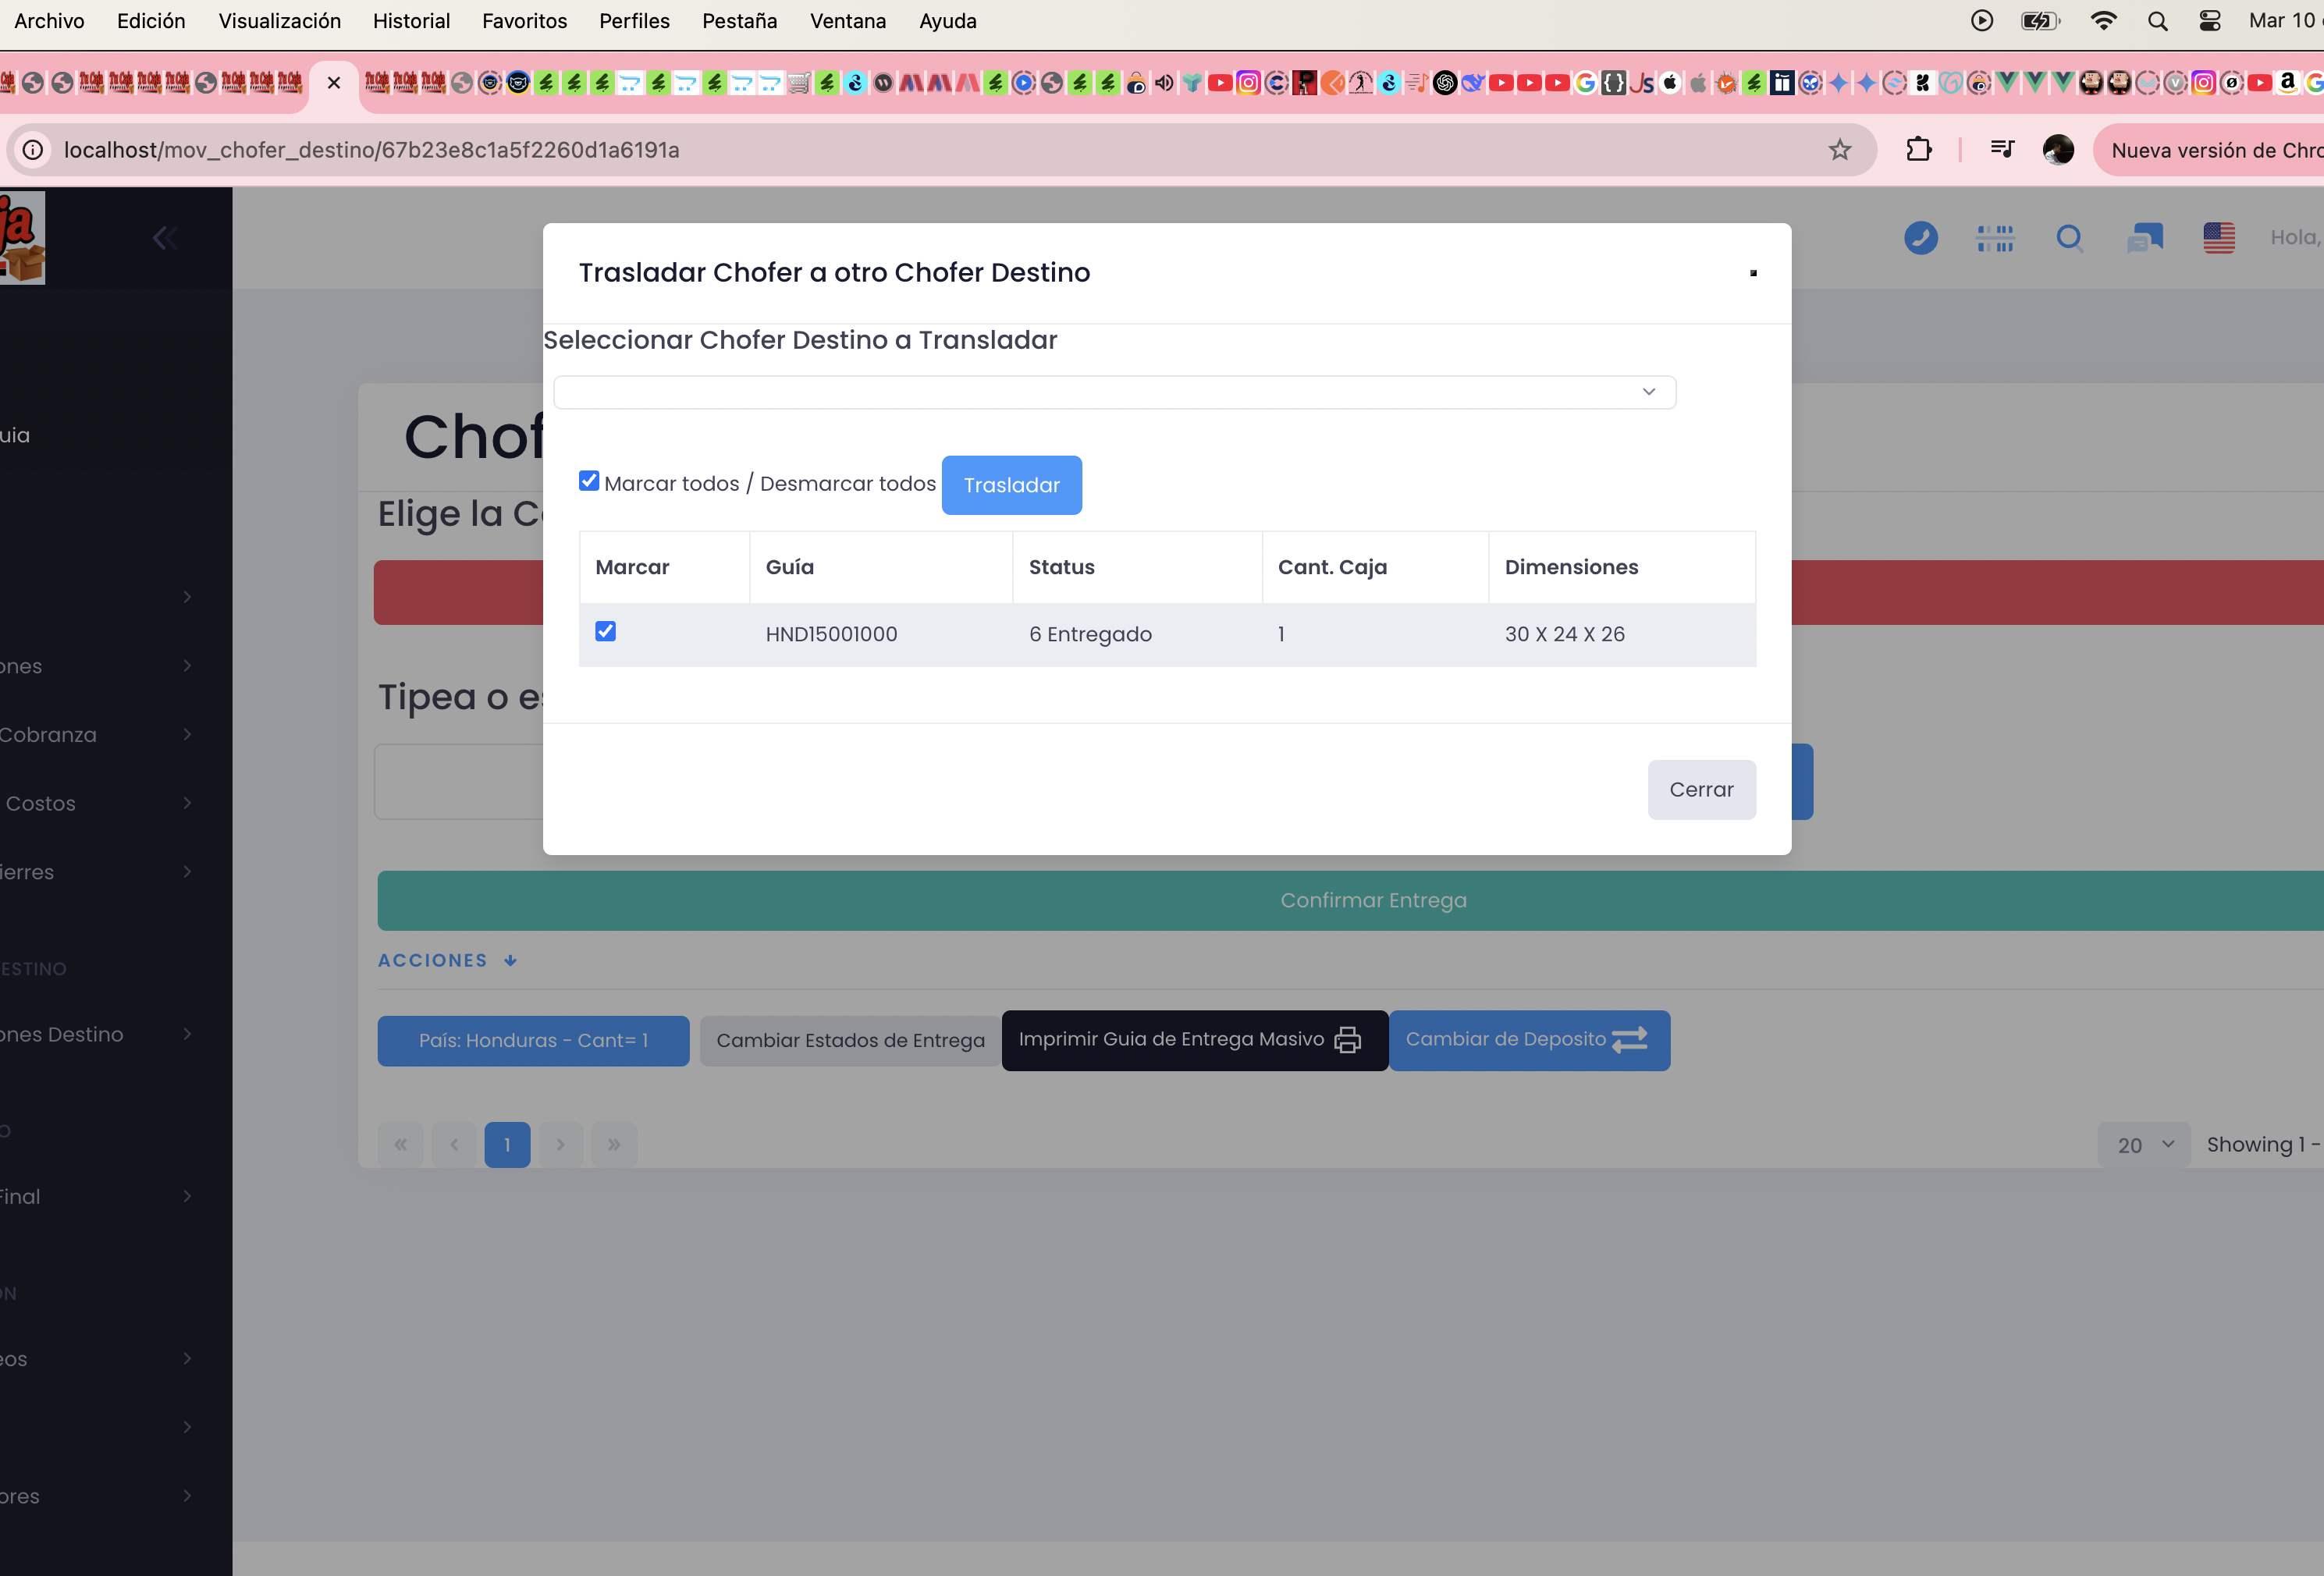 Archivo Edición Visualización Historial Favoritos Perfiles Pestaña Ventana Ayuda Mar 10
localhost/mov_chofer_destino/67b23e8c1a5f2260d1a6191a Nueva versión de Chro
Hola,
Trasladar Chofer a otro Chofer Destino
Seleccionar Chofer Destino a Transladar
uia
Chof
Marcar todos / Desmarcar todos Trasladar
Elige la C
Marcar Guía Status Cant. Caja Dimensiones
HND15001000 6 Entregado 1 30 X 24 X 26
ones
Tipea o es
Cobranza
Costos
Cerrar
ierres
Confirmar Entrega
ACCIONES
ESTINO
ones Destino
País: Honduras - Cant= 1 Cambiar Estados de Entrega Imprimir Guia de Entrega Masivo Cambiar de Deposito
O
« ‹ 1 › » 20 Showing 1 -
Final
ON
eos
ores